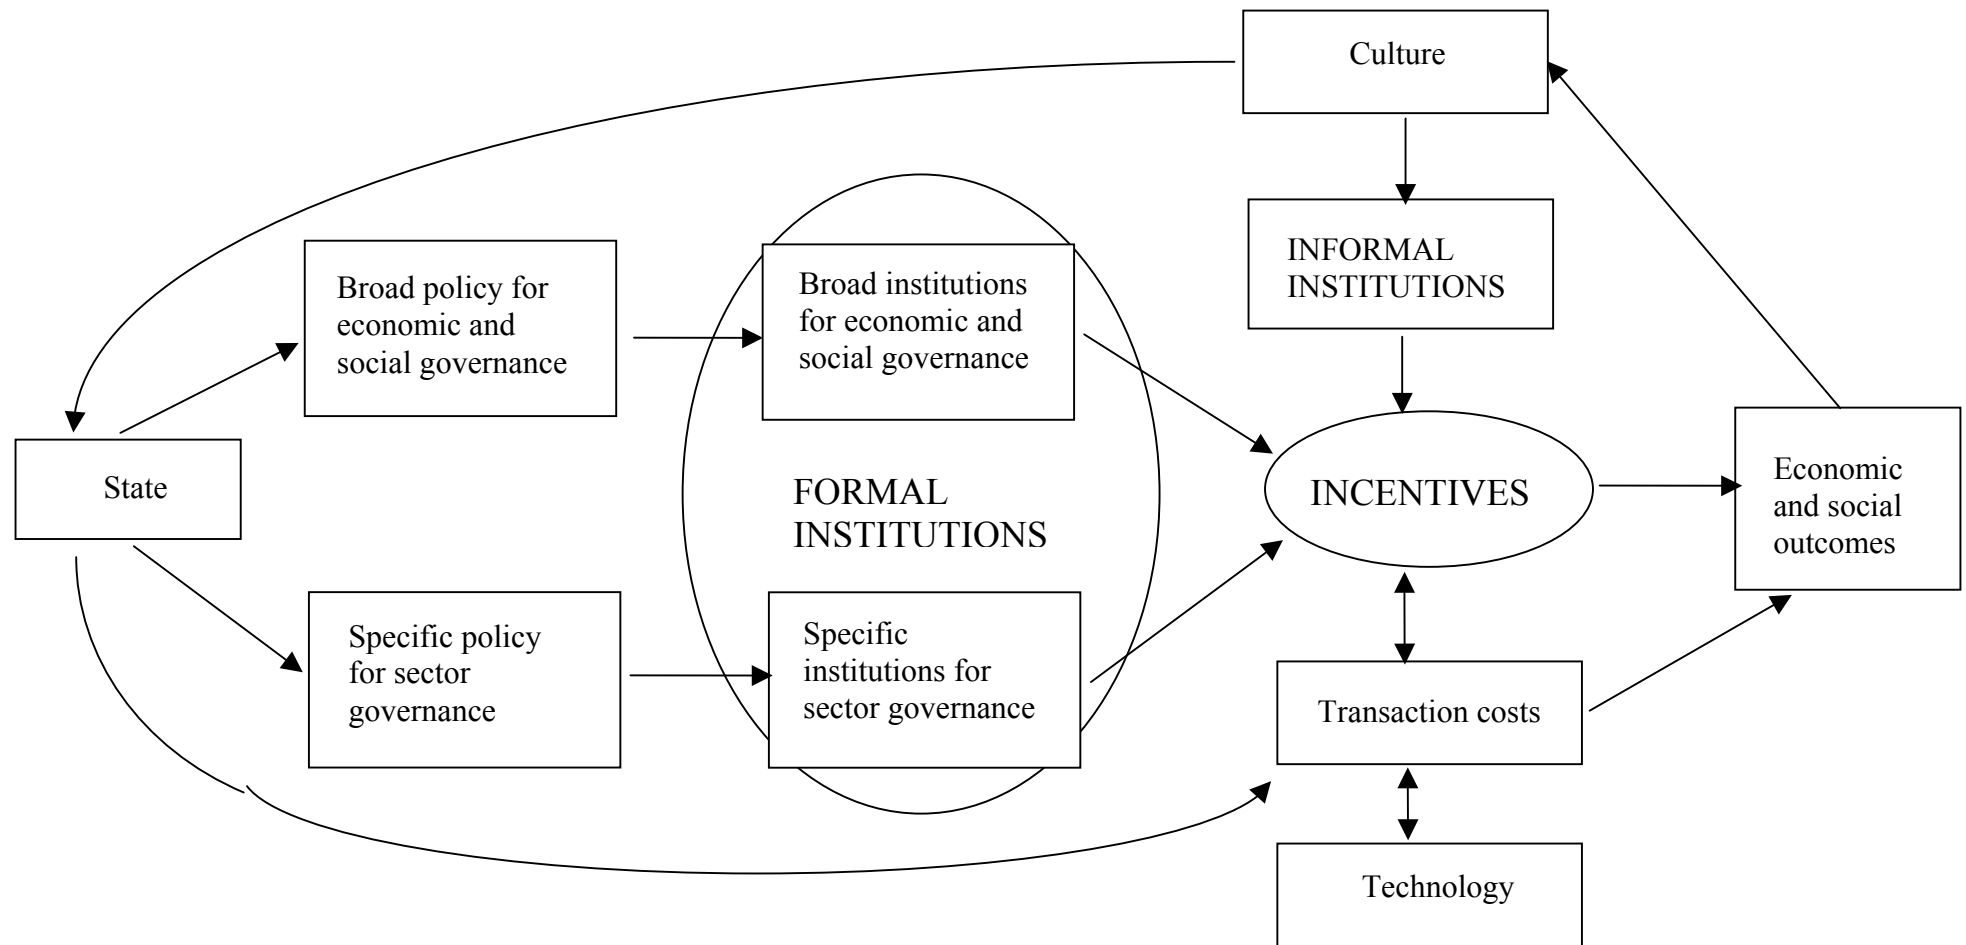 Culture
INFORMAL
INSTITUTIONS
Broad policy for
economic and
social governance
Broad institutions
for economic and
social governance
State
FORMAL
INSTITUTIONS
INCENTIVES
Economic
and social
outcomes
Specific policy
for sector
governance
Specific
institutions for
sector governance
Transaction costs
Technology